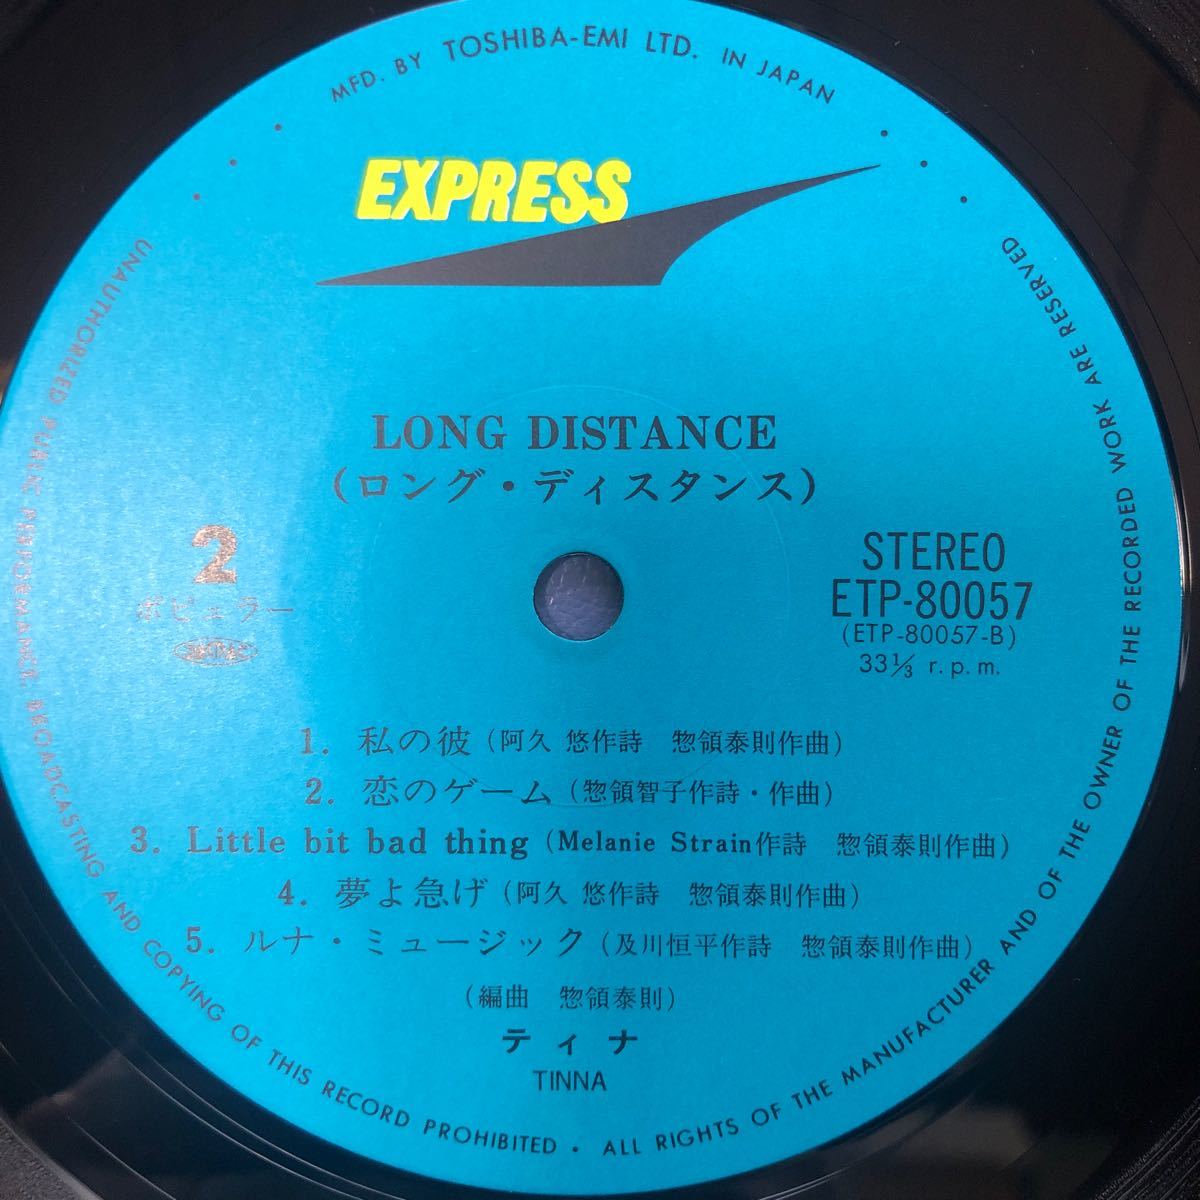 MFD. BY TOSHIBA-EMI LTD. IN JAPAN
EXPRESS
LONG DISTANCE
(ロング・ディスタンス)
2
ポピュラー
STEREO
ETP-80057
(ETP-80057-B)
33 1/3 r.p.m.
1. 私の彼 (阿久 悠作詩 惣領泰則作曲)
2. 恋のゲーム (惣領智子作詩・作曲)
3. Little bit bad thing (Melanie Strain作詩 惣領泰則作曲)
4. 夢よ急げ (阿久 悠作詩 惣領泰則作曲)
5. ルナ・ミュージック (及川恒平作詩 惣領泰則作曲)
(編曲 惣領泰則)
ティナ
TINNA
UNAUTHORIZED PUBLIC PERFORMANCE, BROADCASTING AND COPYING OF THIS RECORD PROHIBITED • ALL RIGHTS OF THE MANUFACTURER AND OF THE OWNER OF THE RECORDED WORK ARE RESERVED